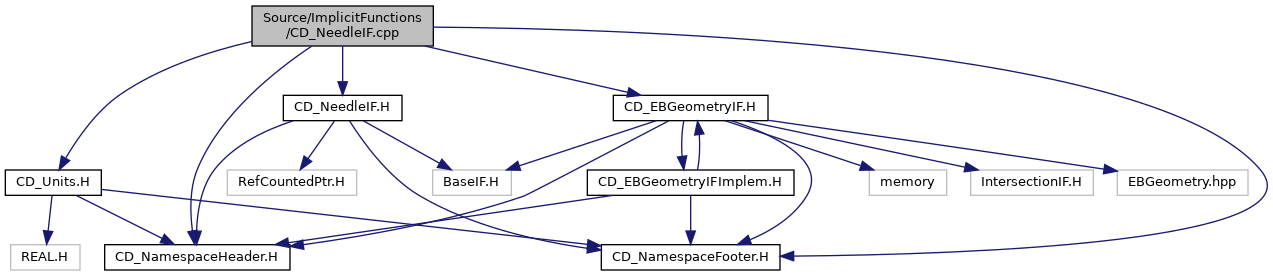 Source/ImplicitFunctions
/CD_NeedleIF.cpp
CD_NeedleIF.H
CD_EBGeometryIF.H
CD_Units.H
RefCountedPtr.H
BaseIF.H
CD_EBGeometryIFImplem.H
memory
IntersectionIF.H
EBGeometry.hpp
REAL.H
CD_NamespaceHeader.H
CD_NamespaceFooter.H